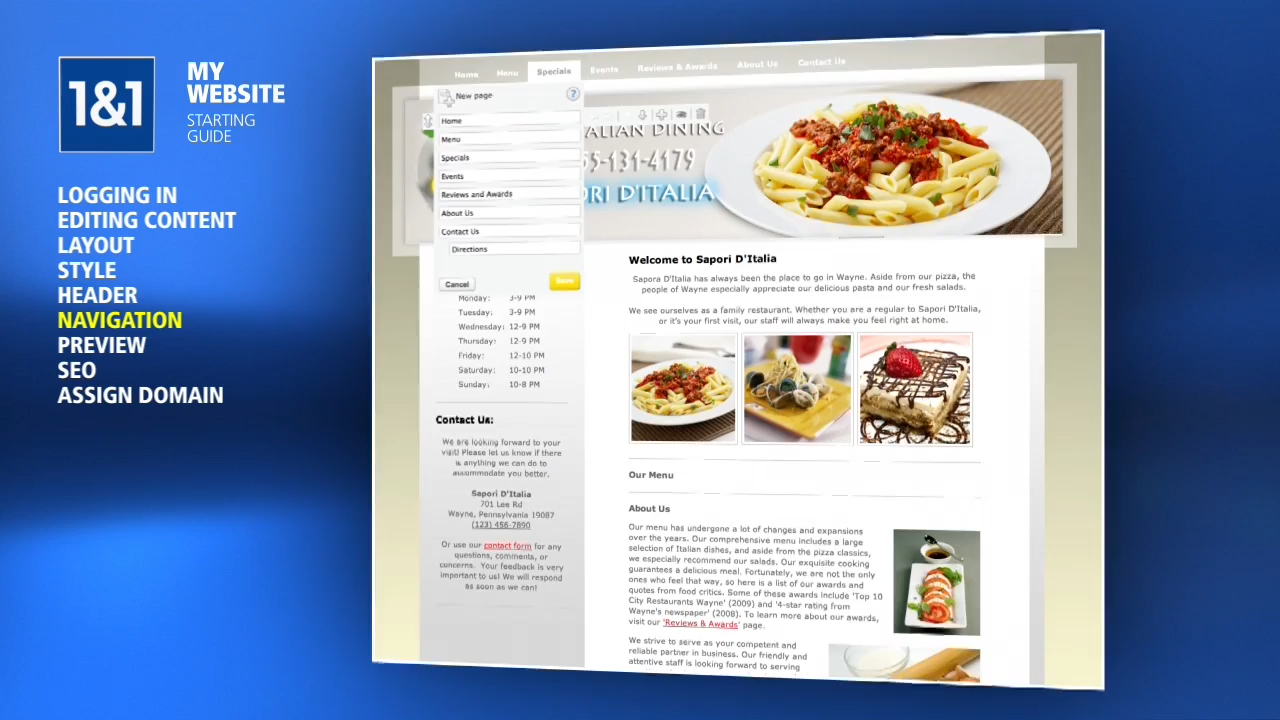 1&1
MY
WEBSITE
STARTING
GUIDE
LOGGING IN
EDITING CONTENT
LAYOUT
STYLE
HEADER
NAVIGATION
PREVIEW
SEO
ASSIGN DOMAIN
Home Menu Specials Events Reviews & Awards About Us Contact Us
New page ?
Home
Menu
Specials
Events
Reviews and Awards
About Us
Contact Us
Directions
Cancel Save
ALIAN DINING
55-131-4179
ORI D'ITALIA
Monday: 3-9 PM
Tuesday: 3-9 PM
Wednesday: 12-9 PM
Thursday: 12-9 PM
Friday: 12-10 PM
Saturday: 10-10 PM
Sunday: 10-8 PM
Contact Us:
We are looking forward to your
visit! Please let us know if there
is anything we can do to
accommodate you better.
Sapori D'Italia
701 Lee Rd
Wayne, Pennsylvania 19087
(123) 456-7890
Or use our contact form for any
questions, comments, or
concerns. Your feedback is very
important to us! We will respond
as soon as we can!
Welcome to Sapori D'Italia
Sapora D'Italia has always been the place to go in Wayne. Aside from our pizza, the
people of Wayne especially appreciate our delicious pasta and our fresh salads.
We see ourselves as a family restaurant. Whether you are a regular to Sapori D'Italia,
or it's your first visit, our staff will always make you feel right at home.
Our Menu
About Us
Our menu has undergone a lot of changes and expansions
over the years. Our comprehensive menu includes a large
selection of Italian dishes, and aside from the pizza classics,
we especially recommend our salads. Our exquisite cooking
guarantees a delicious meal. Fortunately, we are not the only
ones who feel that way, so here is a list of our awards and
quotes from food critics. Some of these awards include 'Top 10
City Restaurants Wayne' (2009) and '4-star rating from
Wayne's newspaper' (2008). To learn more about our awards,
visit our 'Reviews & Awards' page.
We strive to serve as your competent and
reliable partner in business. Our friendly and
attentive staff is looking forward to serving